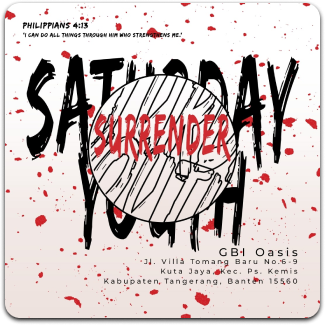 PHILIPPIANS 4:13
"I CAN DO ALL THINGS THROUGH HIM WHO STRENGTHENS ME."
SATURDAY
SURRENDER
YOUTH
GBI Oasis
Jl. Villa Tomang Baru No.6-9
Kuta Jaya, Kec. Ps. Kemis
Kabupaten Tangerang, Banten 15560